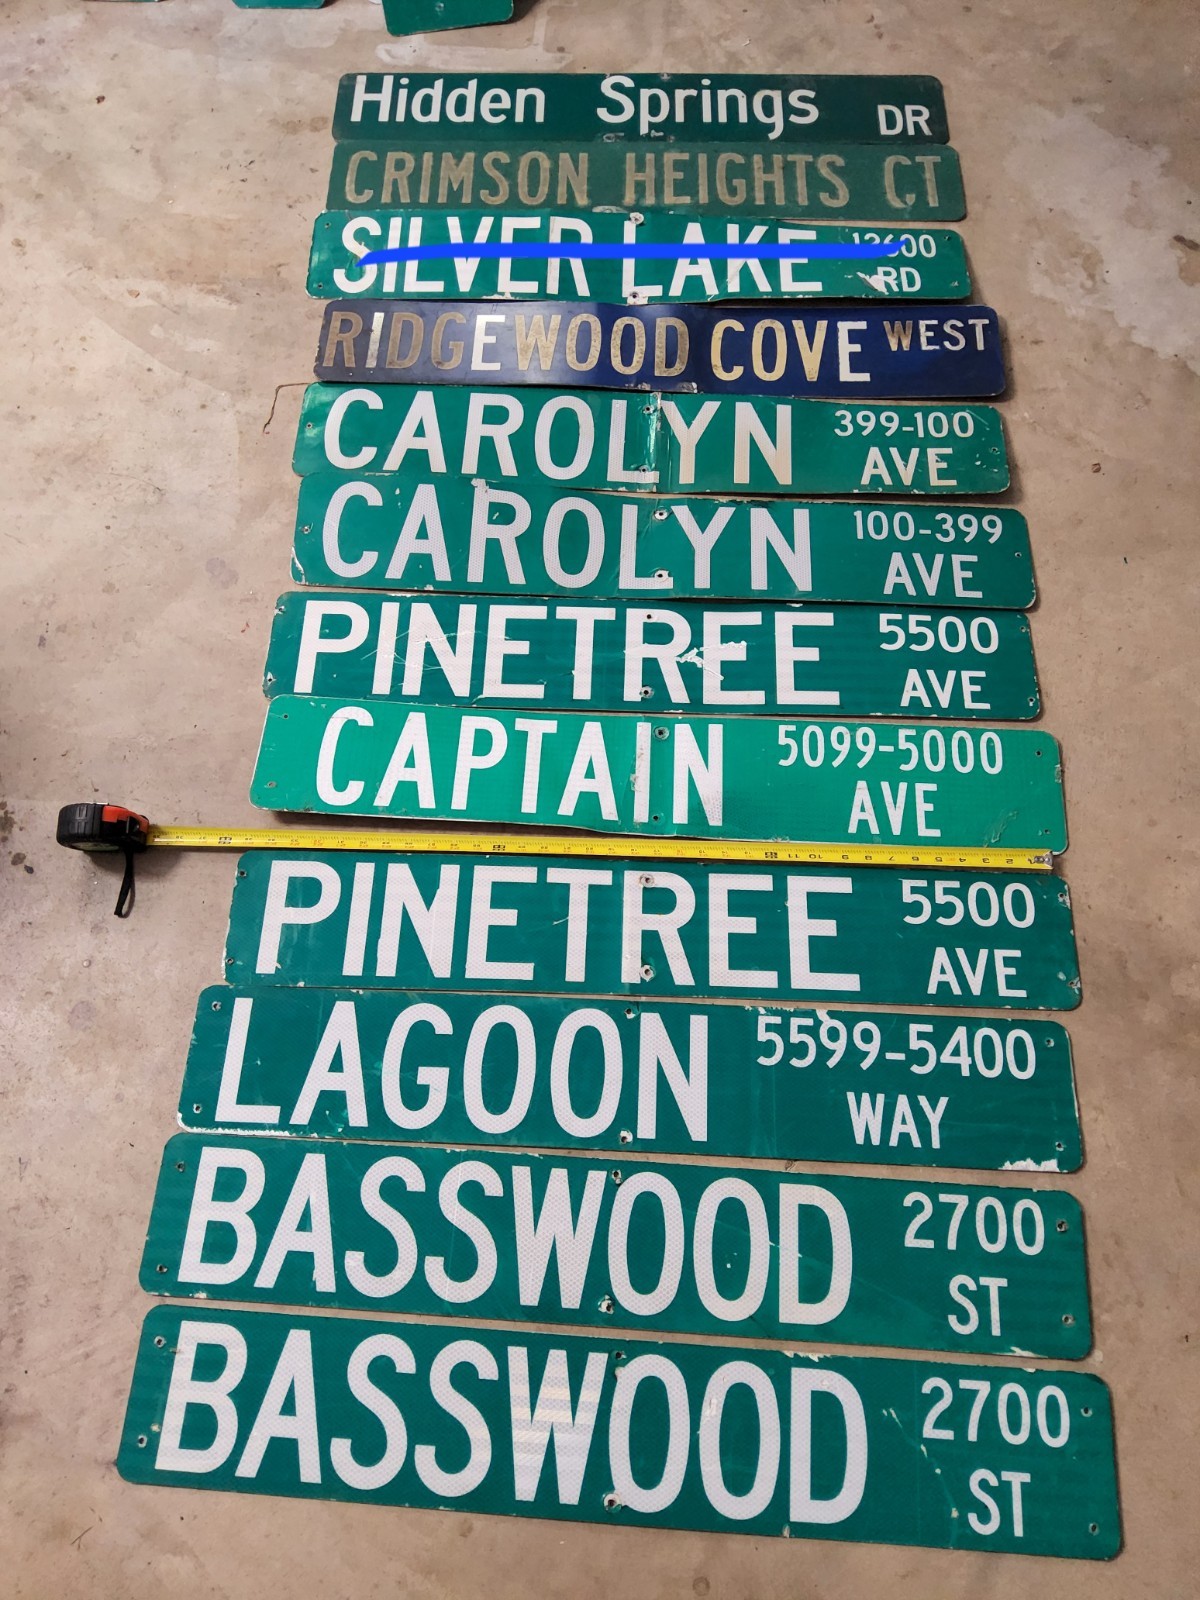 Hidden Springs DR
CRIMSON HEIGHTS CT
SILVER LAKE 12600
RD
RIDGEWOOD COVE WEST
CAROLYN 399-100
AVE
CAROLYN 100-399
AVE
PINETREE 5500
AVE
CAPTAIN 5099-5000
AVE
PINETREE 5500
AVE
LAGOON 5599-5400
WAY
BASSWOOD 2700
ST
BASSWOOD 2700
ST